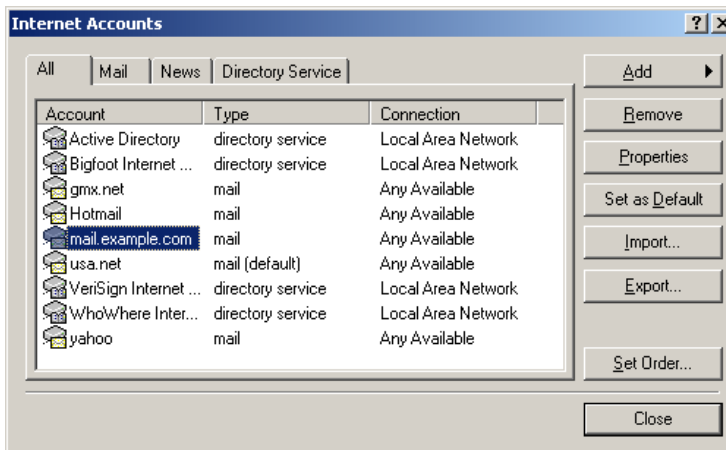 Internet Accounts
All Mail News Directory Service
Add
Remove
Properties
Set as Default
Import...
Export...
Set Order...
Close
Account Type Connection
Active Directory directory service Local Area Network
Bigfoot Internet ... directory service Local Area Network
gmx.net mail Any Available
Hotmail mail Any Available
mail.example.com mail Any Available
usa.net mail (default) Any Available
VeriSign Internet ... directory service Local Area Network
WhoWhere Inter... directory service Local Area Network
yahoo mail Any Available